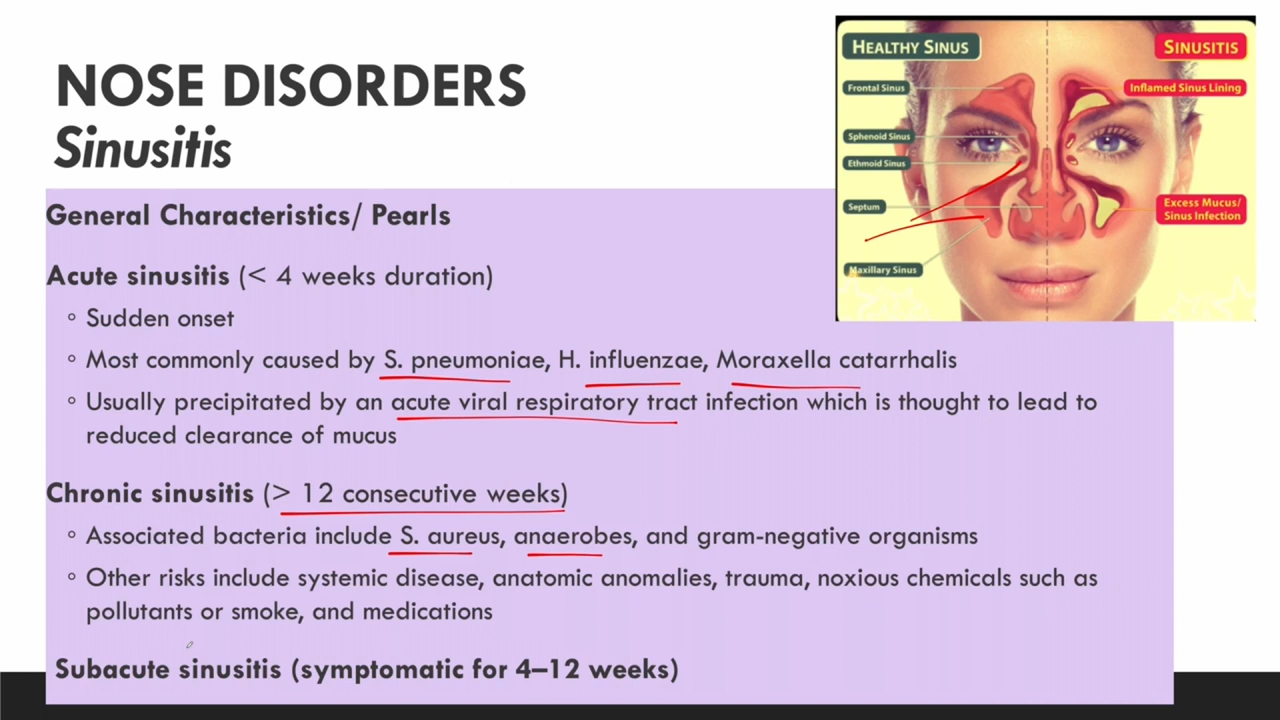 NOSE DISORDERS
Sinusitis
HEALTHY SINUS
SINUSITIS
Frontal Sinus
Inflamed Sinus Lining
Sphenoid Sinus
Ethmoid Sinus
Septum
Excess Mucus/
Sinus Infection
Maxillary Sinus
General Characteristics/ Pearls
Acute sinusitis (< 4 weeks duration)
◦ Sudden onset
◦ Most commonly caused by S. pneumoniae, H. influenzae, Moraxella catarrhalis
◦ Usually precipitated by an acute viral respiratory tract infection which is thought to lead to
reduced clearance of mucus
Chronic sinusitis (> 12 consecutive weeks)
◦ Associated bacteria include S. aureus, anaerobes, and gram-negative organisms
◦ Other risks include systemic disease, anatomic anomalies, trauma, noxious chemicals such as
pollutants or smoke, and medications
Subacute sinusitis (symptomatic for 4–12 weeks)